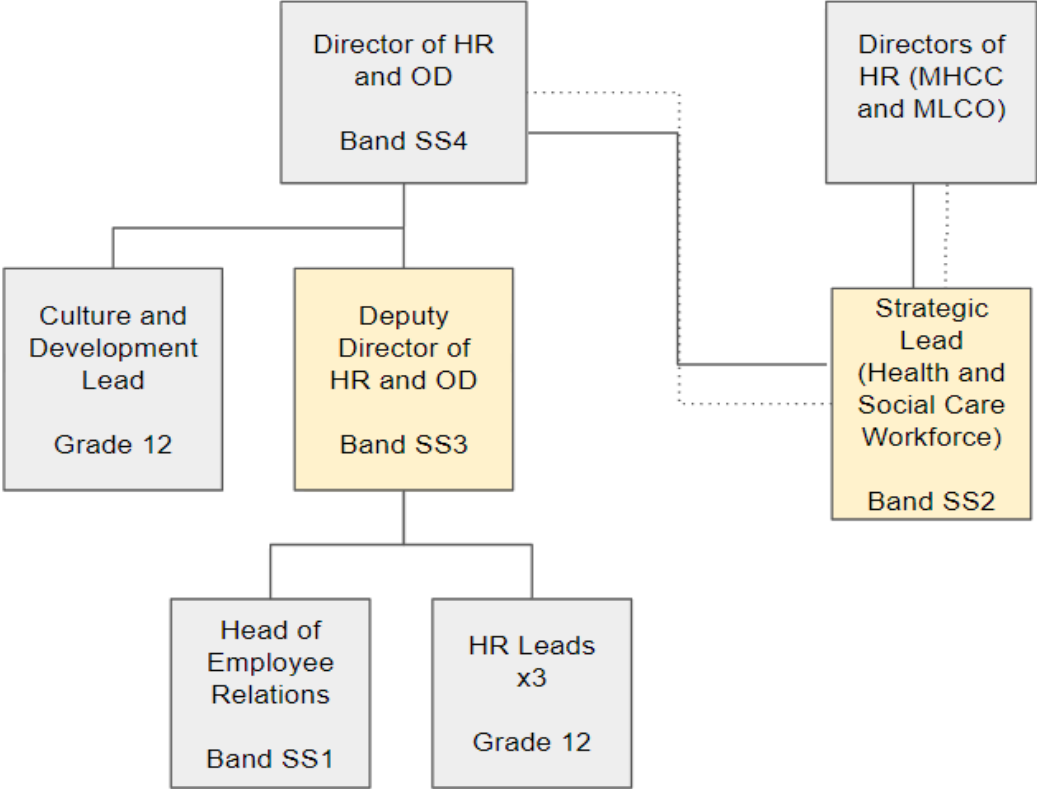 Director of HR
and OD
Band SS4
Directors of
HR (MHCC
and MLCO)
Culture and
Development
Lead
Grade 12
Deputy
Director of
HR and OD
Band SS3
Strategic
Lead
(Health and
Social Care
Workforce)
Band SS2
Head of
Employee
Relations
Band SS1
HR Leads
x3
Grade 12